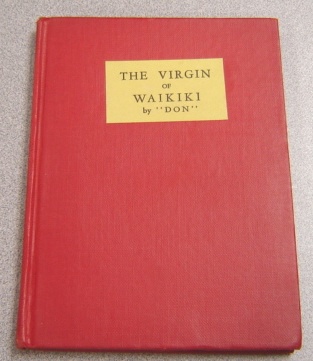 THE VIRGIN
OF
WAIKIKI
by "DON"